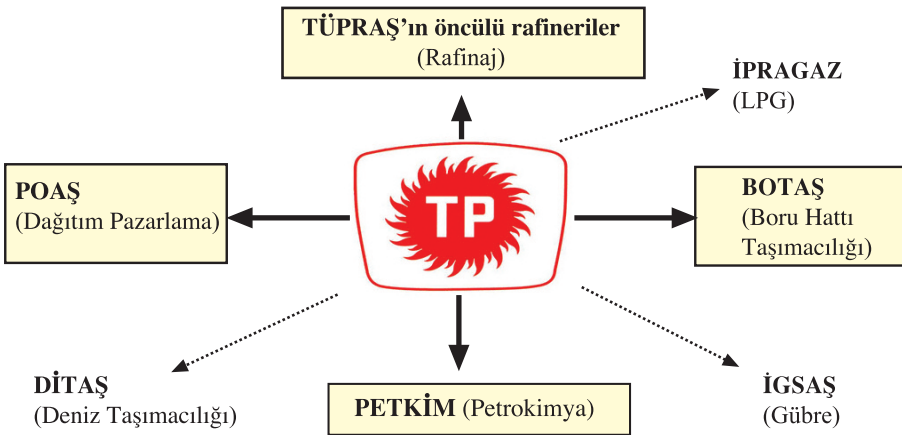 TÜPRAŞ’ın öncülü rafineriler
(Rafinaj)
İPRAGAZ
(LPG)
POAŞ
(Dağıtım Pazarlama)
TP
BOTAŞ
(Boru Hattı
Taşımacılığı)
DİTAŞ
(Deniz Taşımacılığı)
PETKİM (Petrokimya)
İGSAŞ
(Gübre)